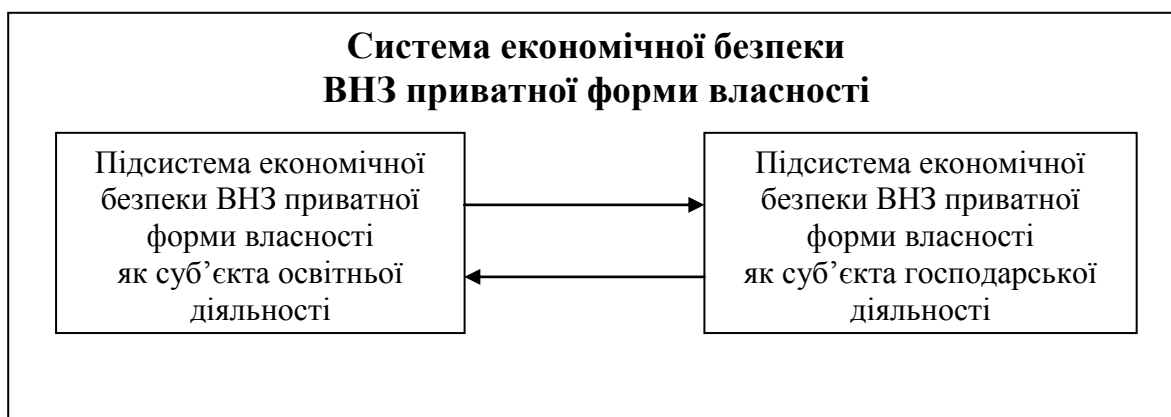 Система економічної безпеки
ВНЗ приватної форми власності
Підсистема економічної
безпеки ВНЗ приватної
форми власності
як суб’єкта освітньої
діяльності
Підсистема економічної
безпеки ВНЗ приватної
форми власності
як суб’єкта господарської
діяльності